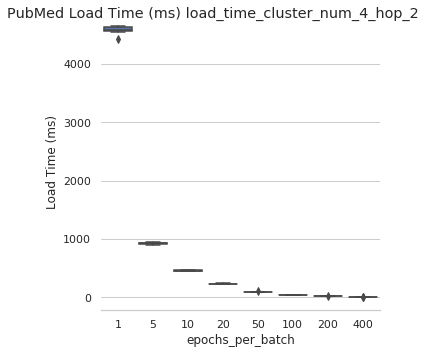 PubMed Load Time (ms) load_time_cluster_num_4_hop_2
Load Time (ms)
4000
3000
2000
1000
0
1 5 10 20 50 100 200 400
epochs_per_batch